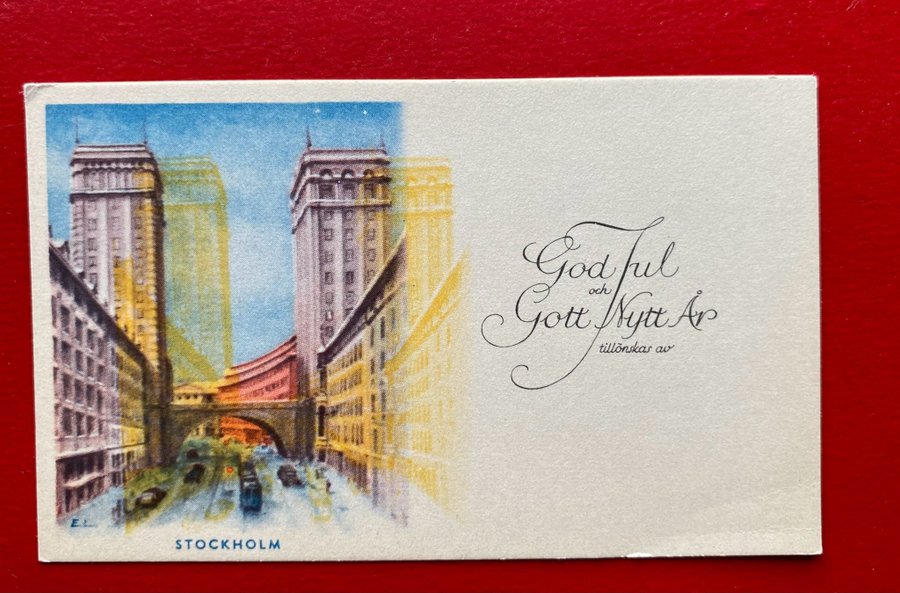 God Jul
och
Gott Nytt År
tillönskas av
E.L.
STOCKHOLM